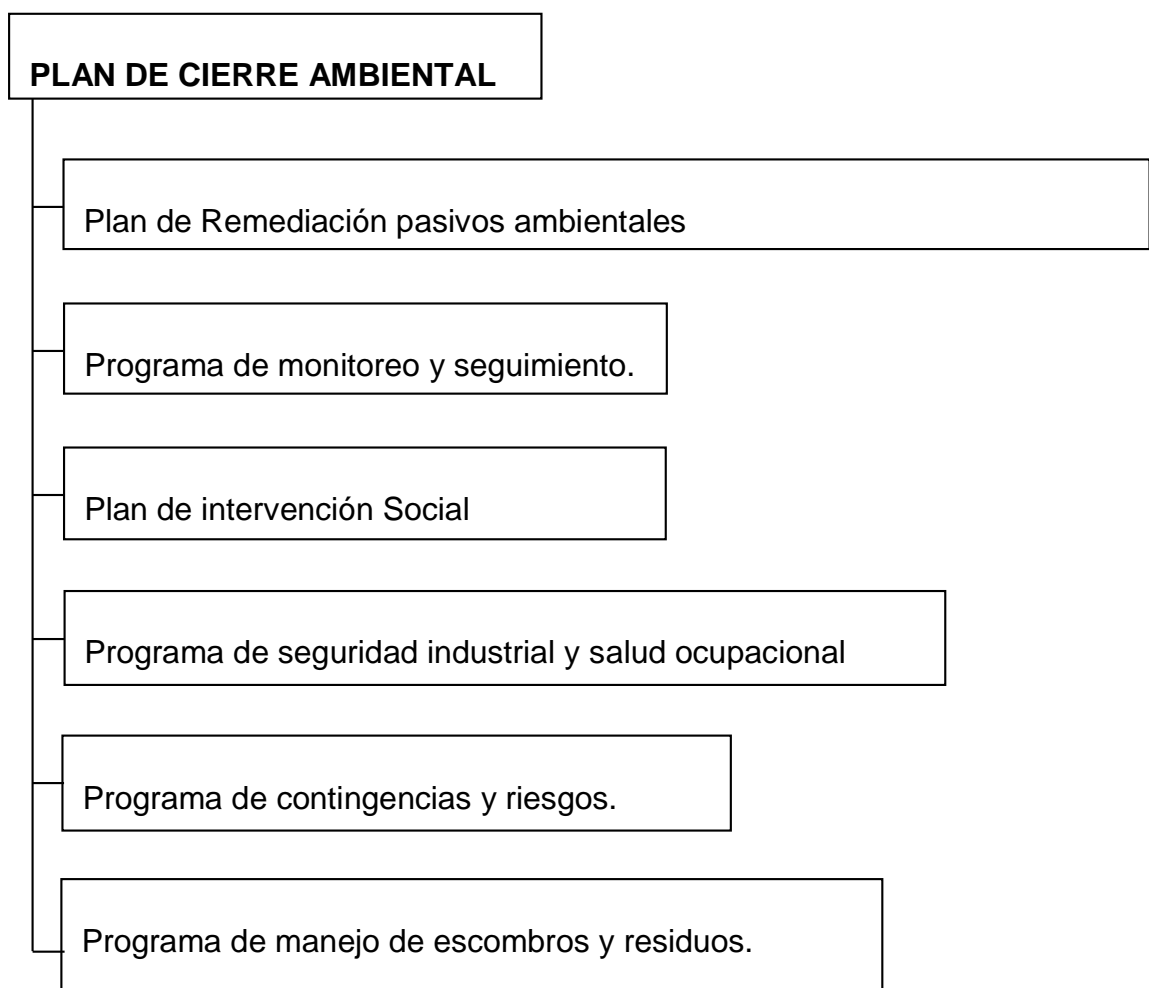 PLAN DE CIERRE AMBIENTAL
Plan de Remediación pasivos ambientales
Programa de monitoreo y seguimiento.
Plan de intervención Social
Programa de seguridad industrial y salud ocupacional
Programa de contingencias y riesgos.
Programa de manejo de escombros y residuos.